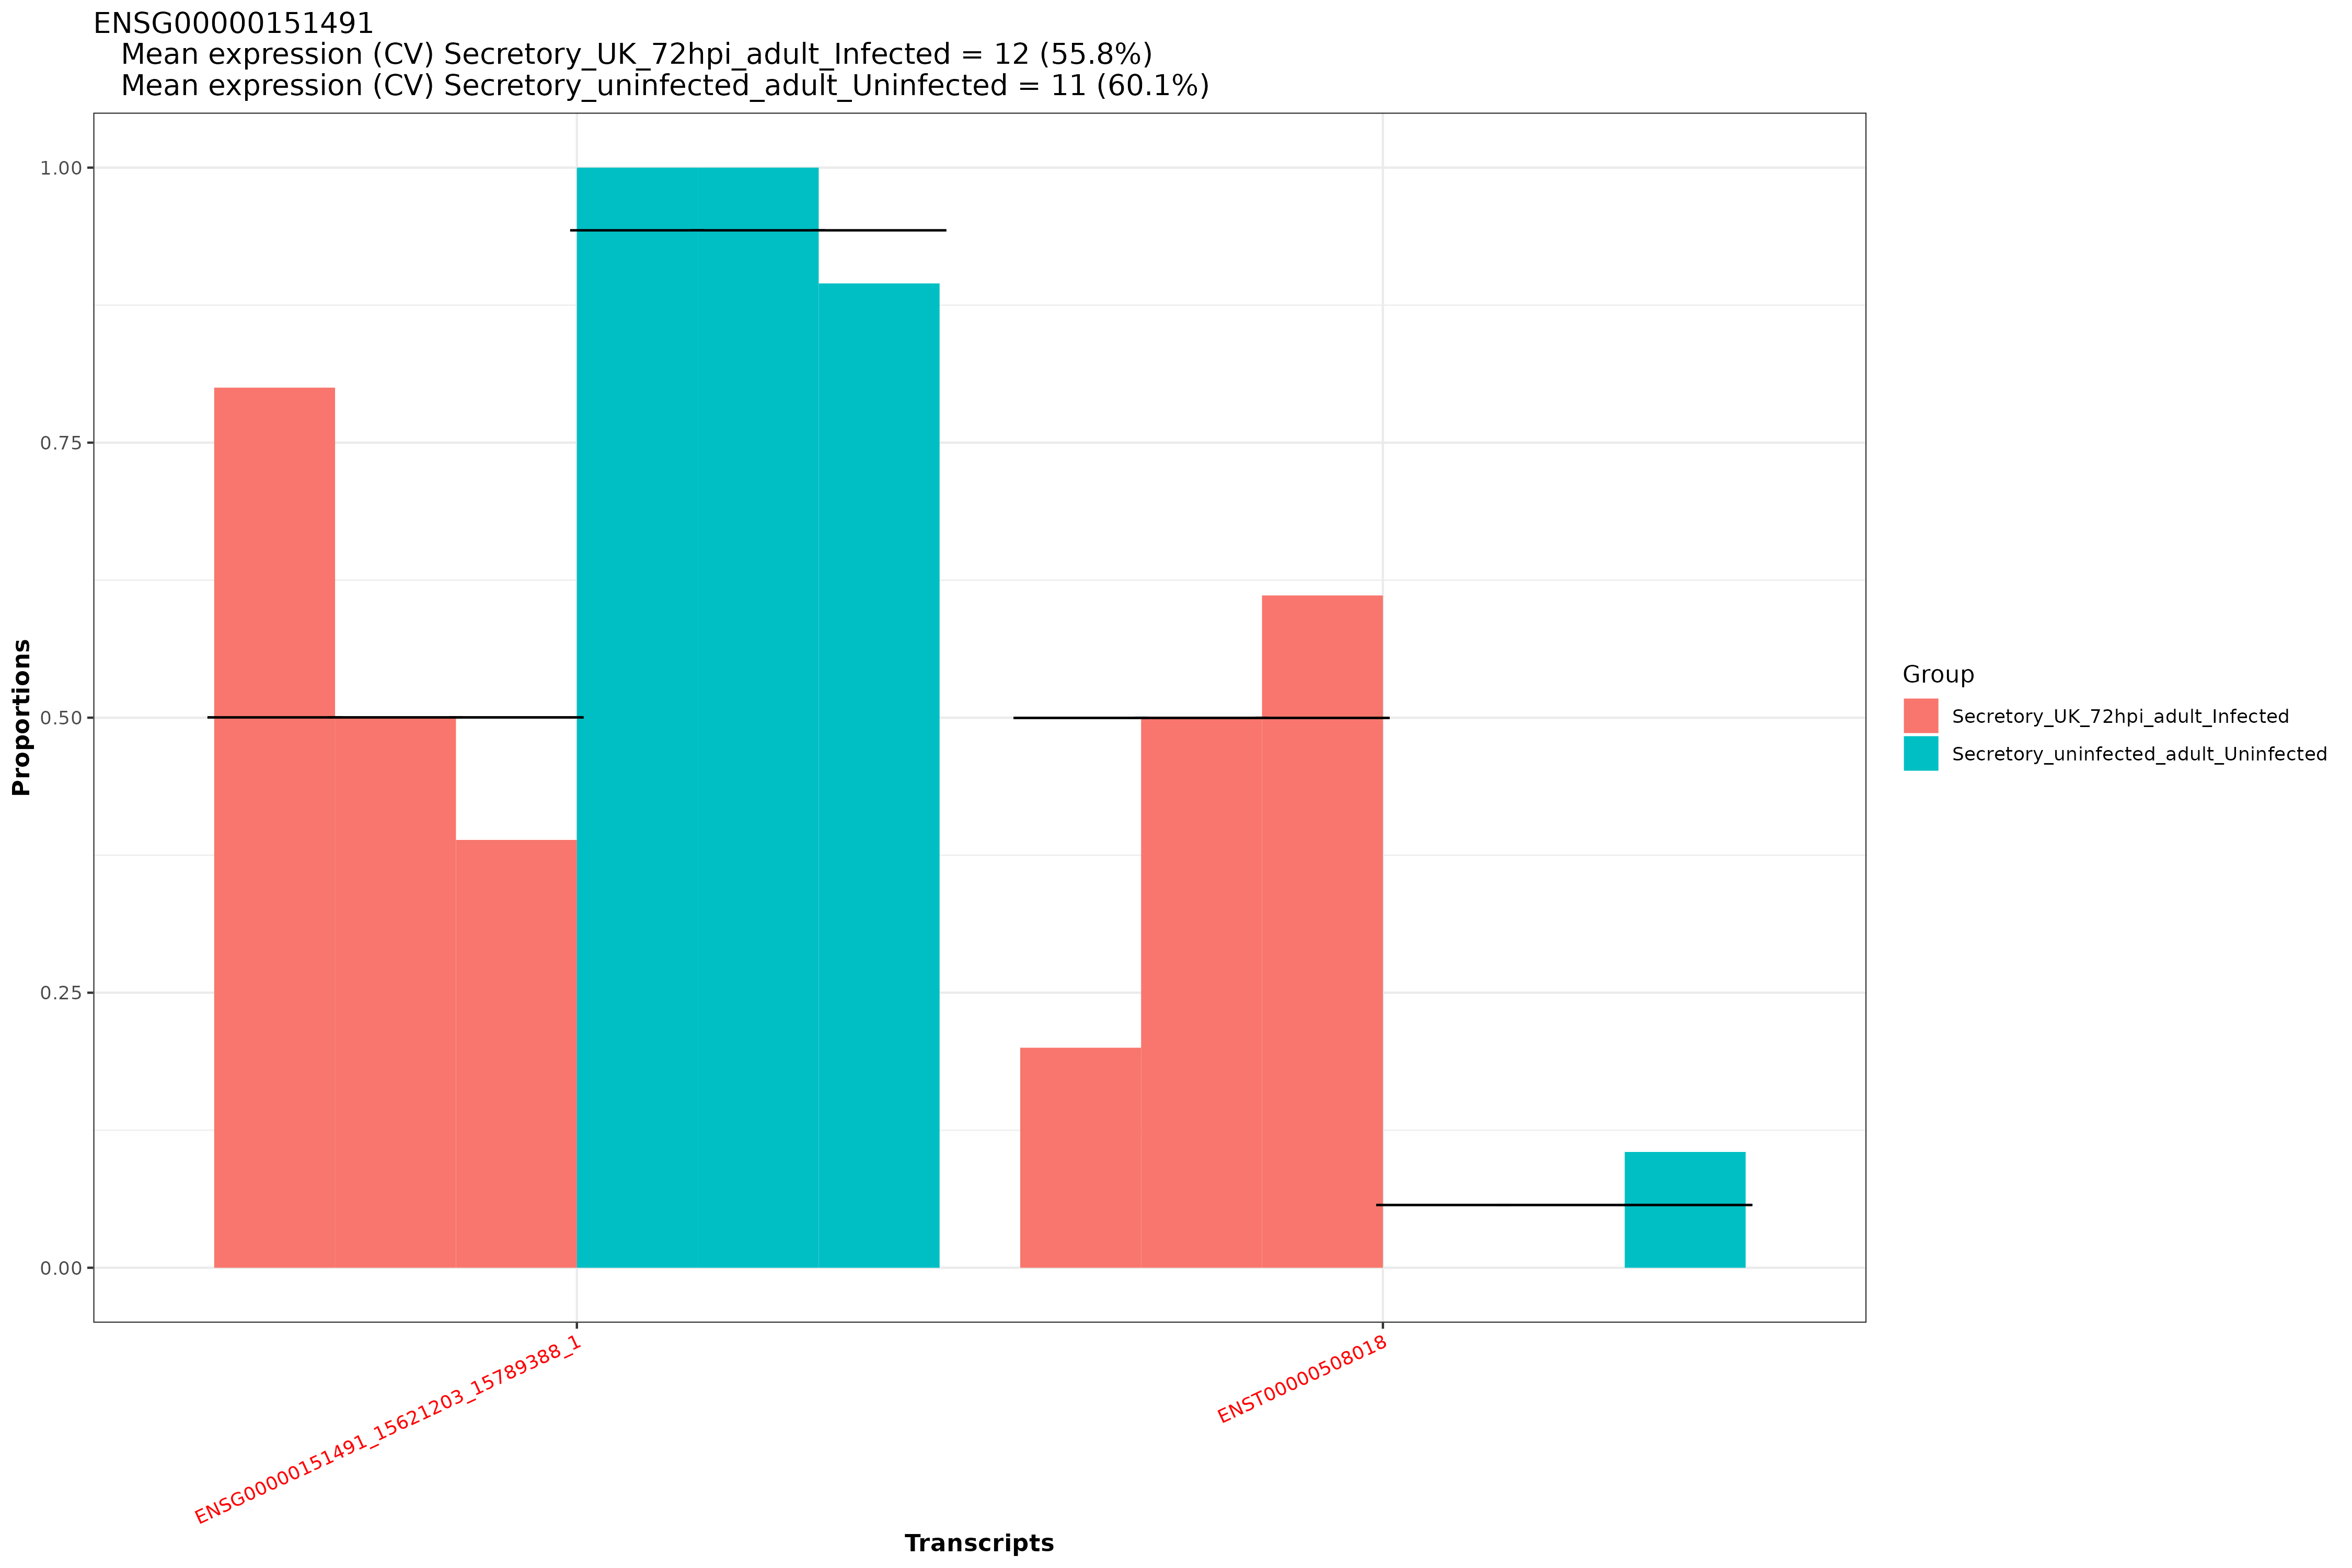 ENSG00000151491
Mean expression (CV) Secretory_UK_72hpi_adult_Infected = 12 (55.8%)
Mean expression (CV) Secretory_uninfected_adult_Uninfected = 11 (60.1%)
1.00
0.75
0.50
0.25
0.00
Proportions
ENSG00000151491_15621203_15789388_1
ENST00000508018
Transcripts
Group
Secretory_UK_72hpi_adult_Infected
Secretory_uninfected_adult_Uninfected